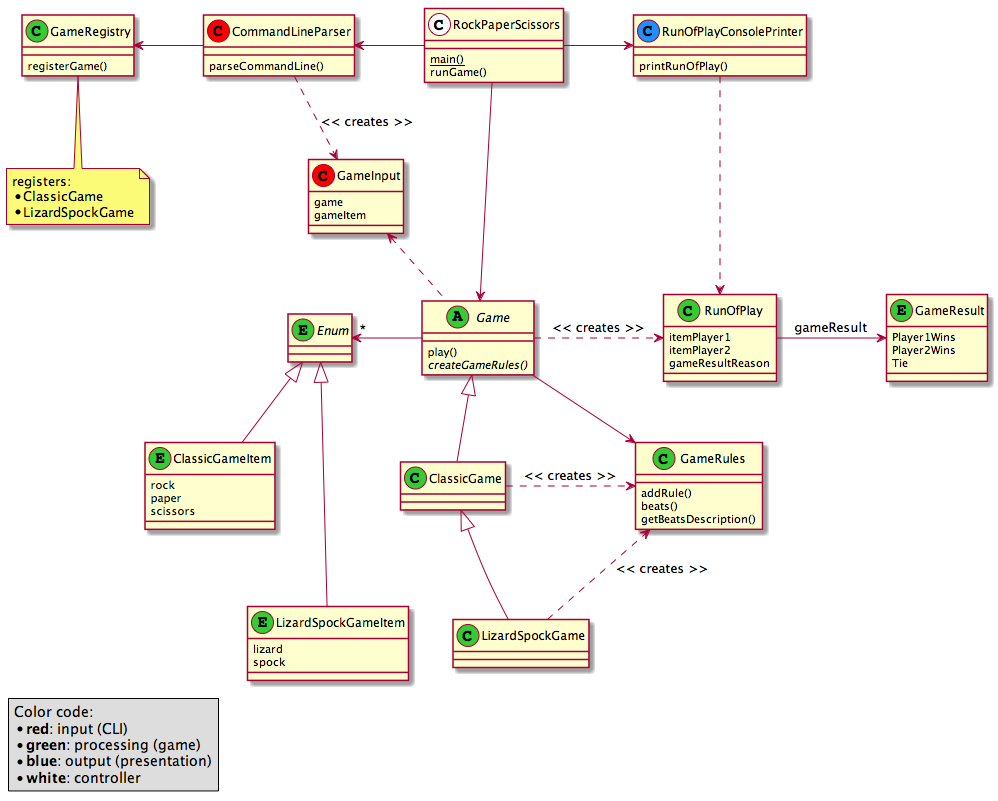 C GameRegistry
registerGame()
C CommandLineParser
parseCommandLine()
C RockPaperScissors
main()
runGame()
C RunOfPlayConsolePrinter
printRunOfPlay()
<< creates >>
registers:
• ClassicGame
• LizardSpockGame
C GameInput
game
gameItem
E Enum
*
A Game
play()
createGameRules()
<< creates >>
C RunOfPlay
itemPlayer1
itemPlayer2
gameResultReason
gameResult
E GameResult
Player1Wins
Player2Wins
Tie
E ClassicGameItem
rock
paper
scissors
C ClassicGame
<< creates >>
C GameRules
addRule()
beats()
getBeatsDescription()
<< creates >>
E LizardSpockGameItem
lizard
spock
C LizardSpockGame
Color code:
• red: input (CLI)
• green: processing (game)
• blue: output (presentation)
• white: controller